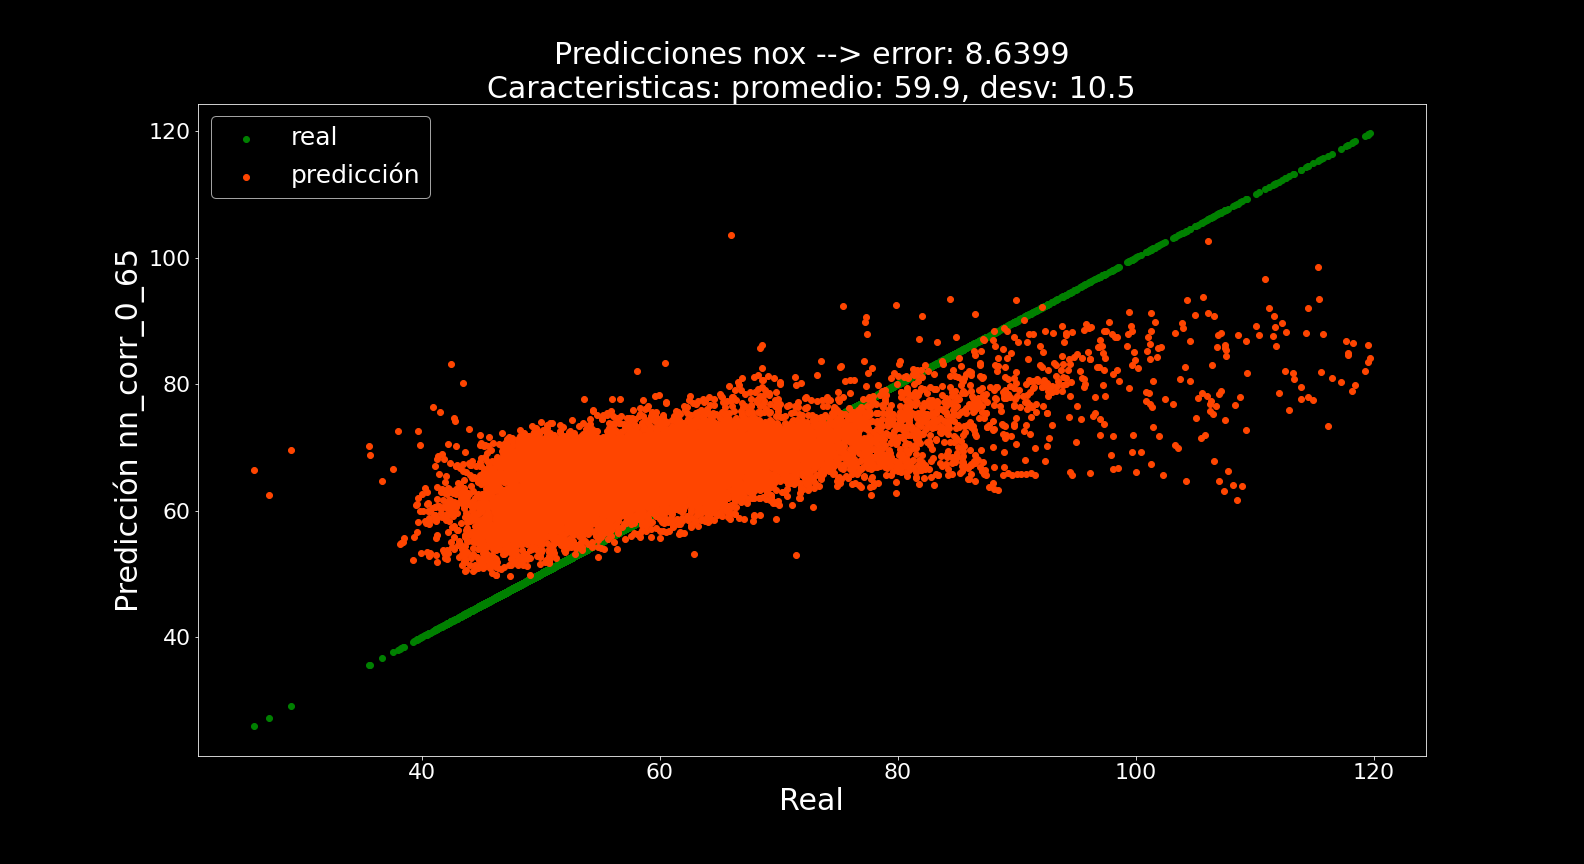 Predicciones nox --> error: 8.6399
Caracteristicas: promedio: 59.9, desv: 10.5
real
predicción
Predicción nn_corr_0_65
120
100
80
60
40
40 60 80 100 120
Real